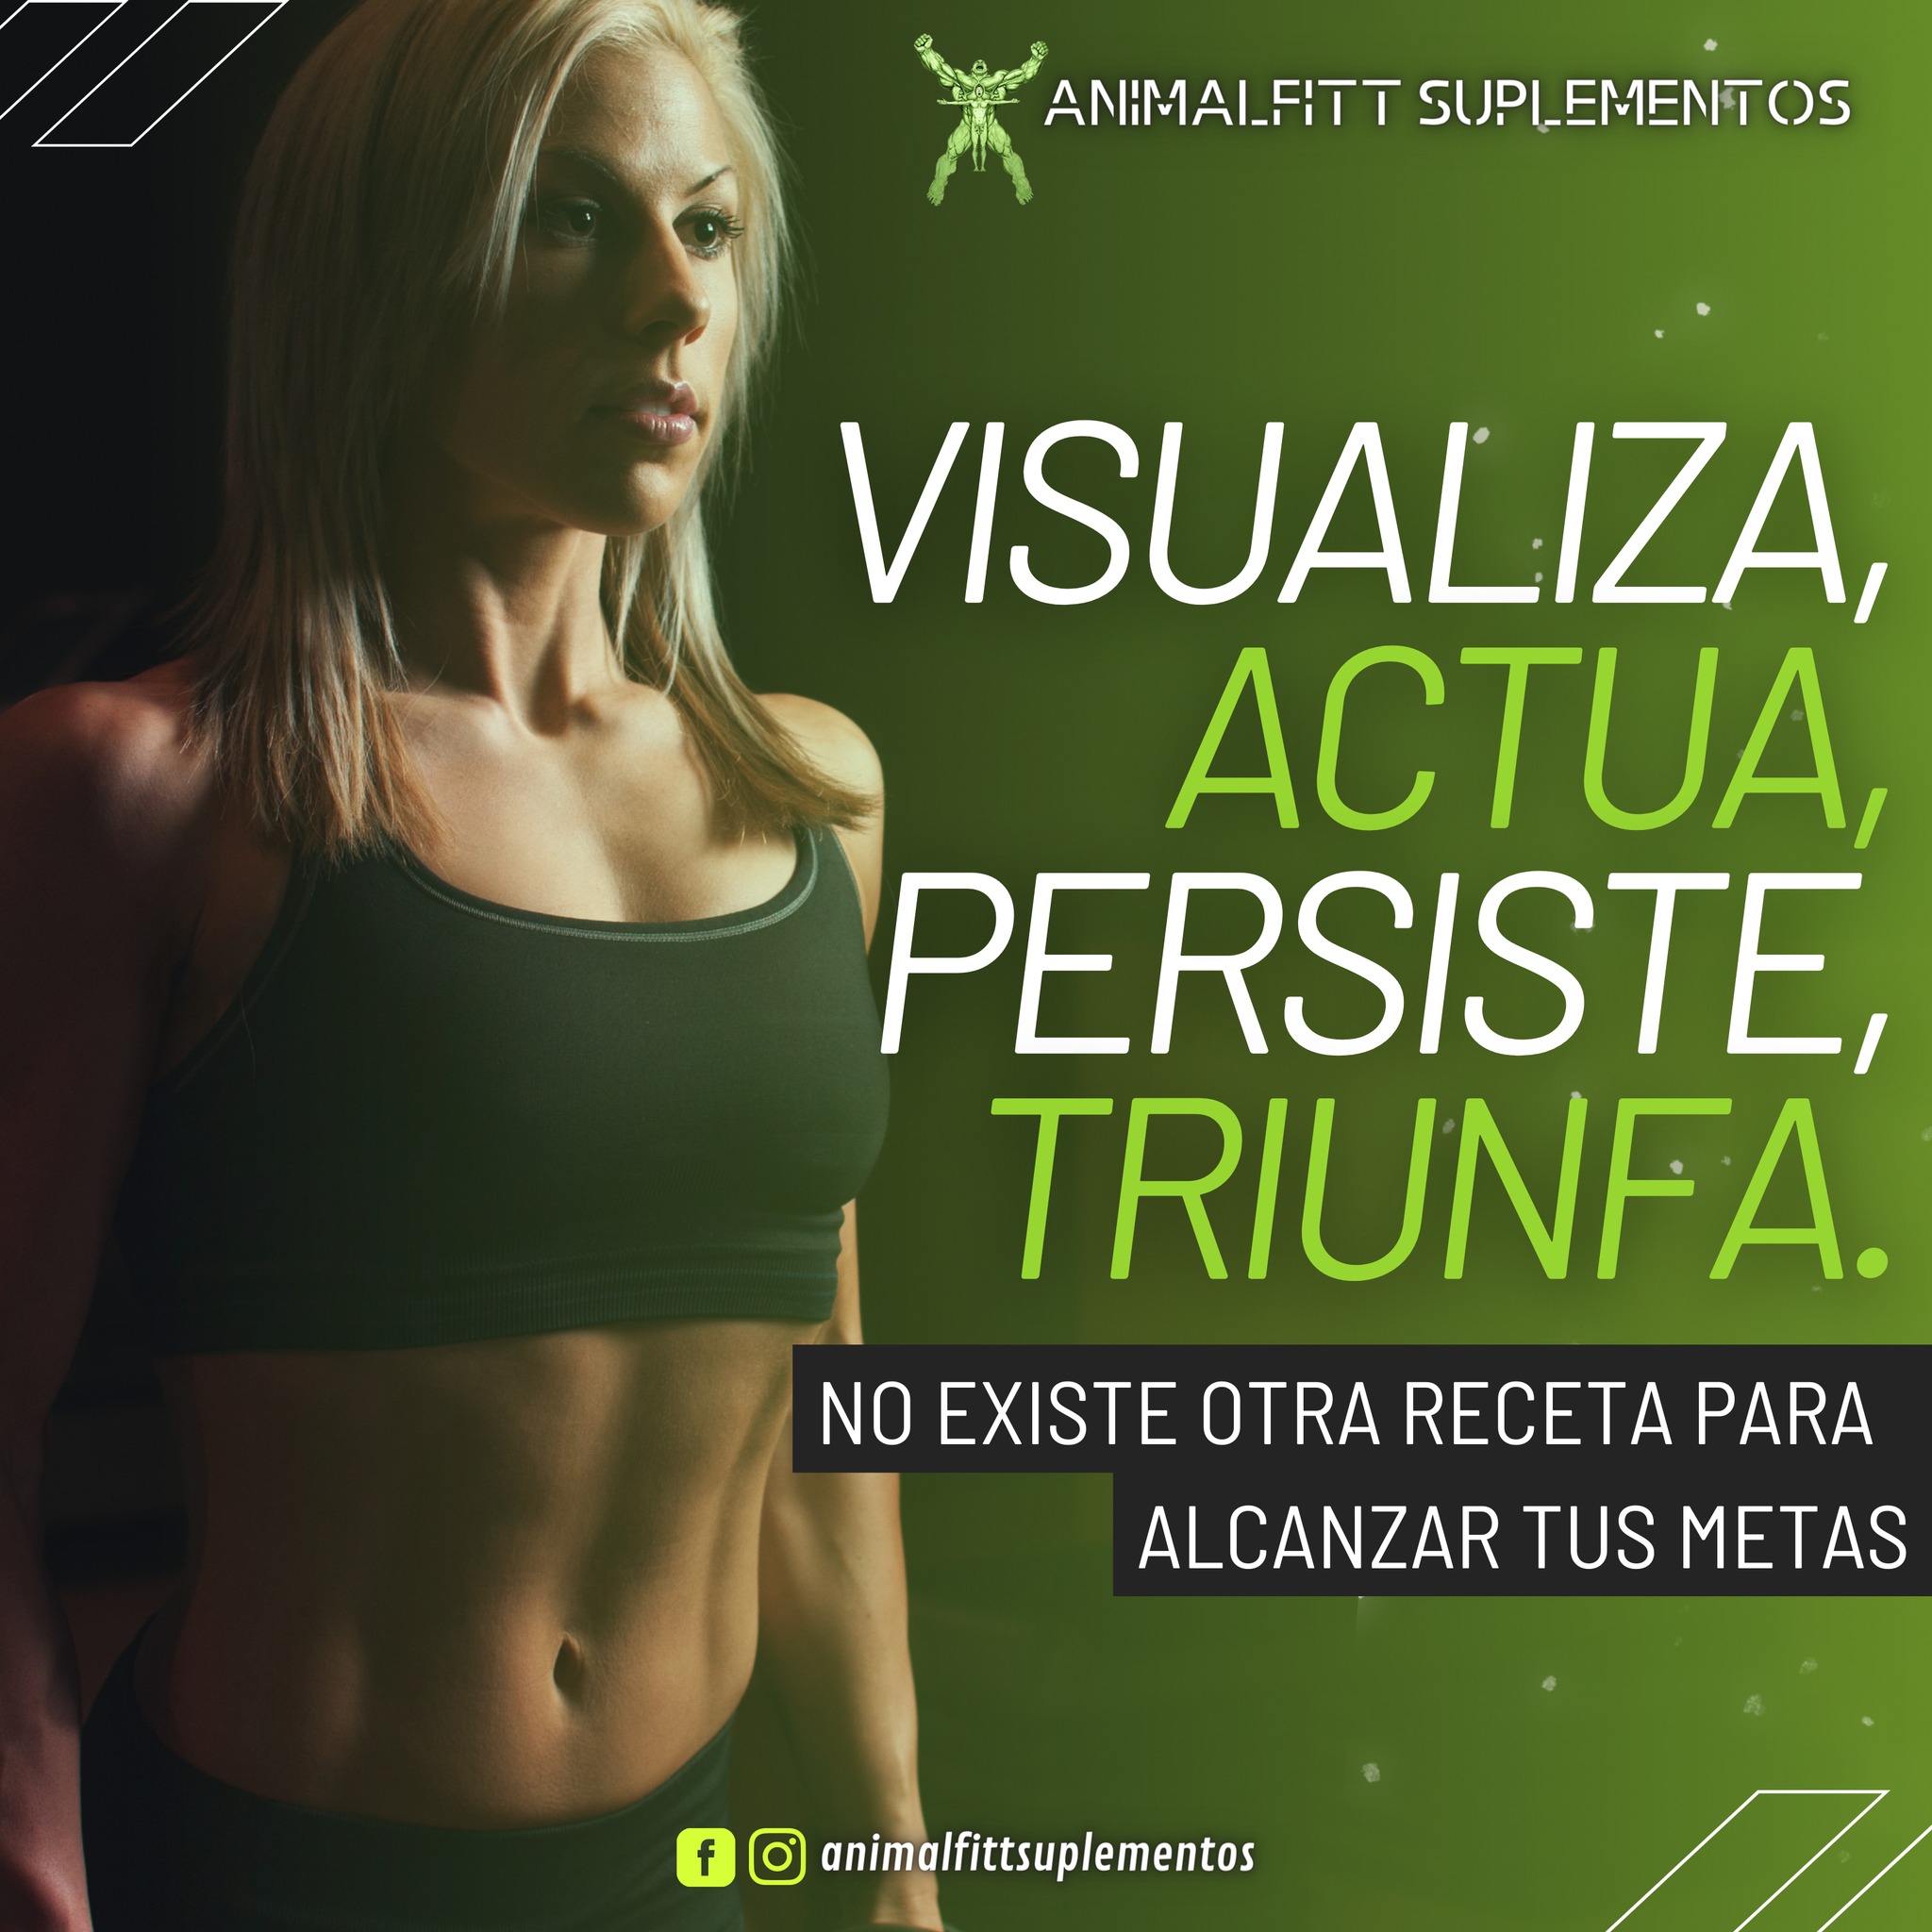 ANIMALFITT SUPLEMENTOS
VISUALIZA,
ACTUA,
PERSISTE,
TRIUNFA.
NO EXISTE OTRA RECETA PARA
ALCANZAR TUS METAS
animalfittsuplementos